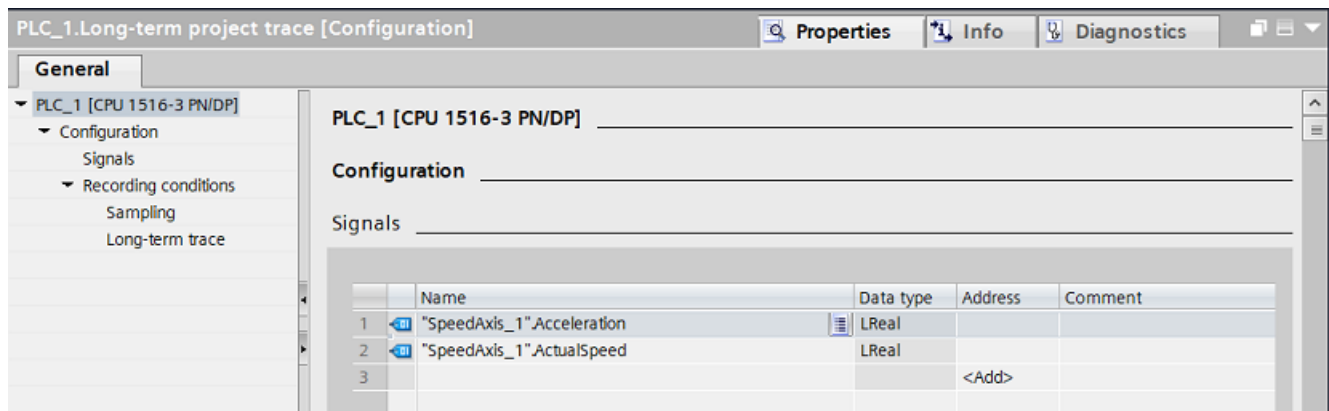 PLC_1.Long-term project trace [Configuration]
Properties
Info
Diagnostics
General
PLC_1 [CPU 1516-3 PN/DP]
Configuration
Signals
Recording conditions
Sampling
Long-term trace
PLC_1 [CPU 1516-3 PN/DP]
Configuration
Signals
Name Data type Address Comment
1 "SpeedAxis_1".Acceleration LReal
2 "SpeedAxis_1".ActualSpeed LReal
3 <Add>